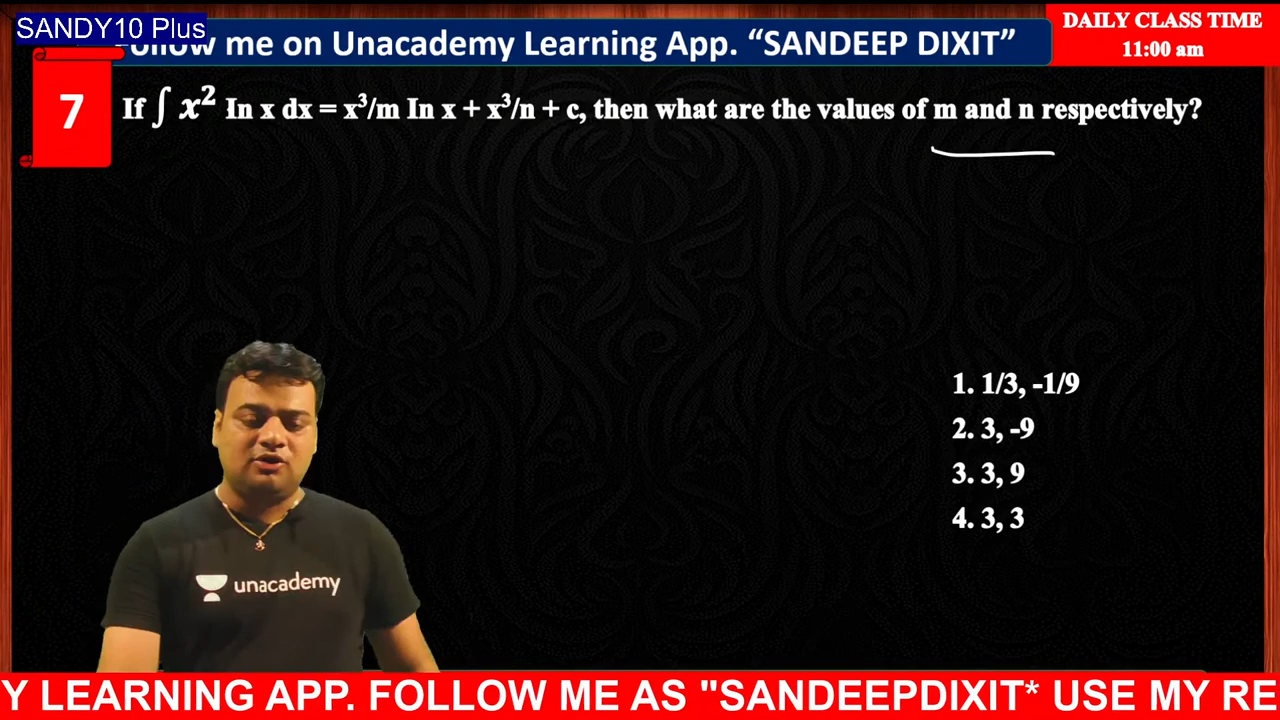 SANDY10 Plus
Follow me on Unacademy Learning App. “SANDEEP DIXIT”
DAILY CLASS TIME
11:00 am
7
If ∫ x² In x dx = x³/m In x + x³/n + c, then what are the values of m and n respectively?
1. 1/3, -1/9
2. 3, -9
3. 3, 9
4. 3, 3
unacademy
Y LEARNING APP. FOLLOW ME AS "SANDEEPDIXIT* USE MY RE